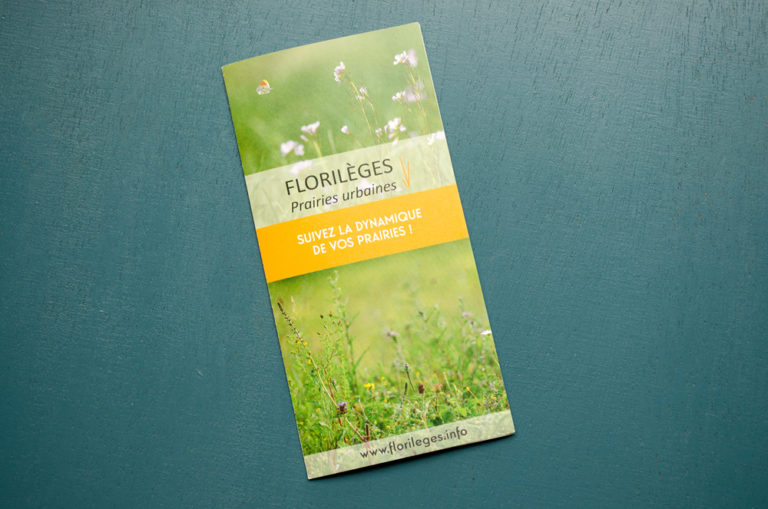 FLORILÈGES
Prairies urbaines
SUIVEZ LA DYNAMIQUE
DE VOS PRAIRIES !
www.florileges.info